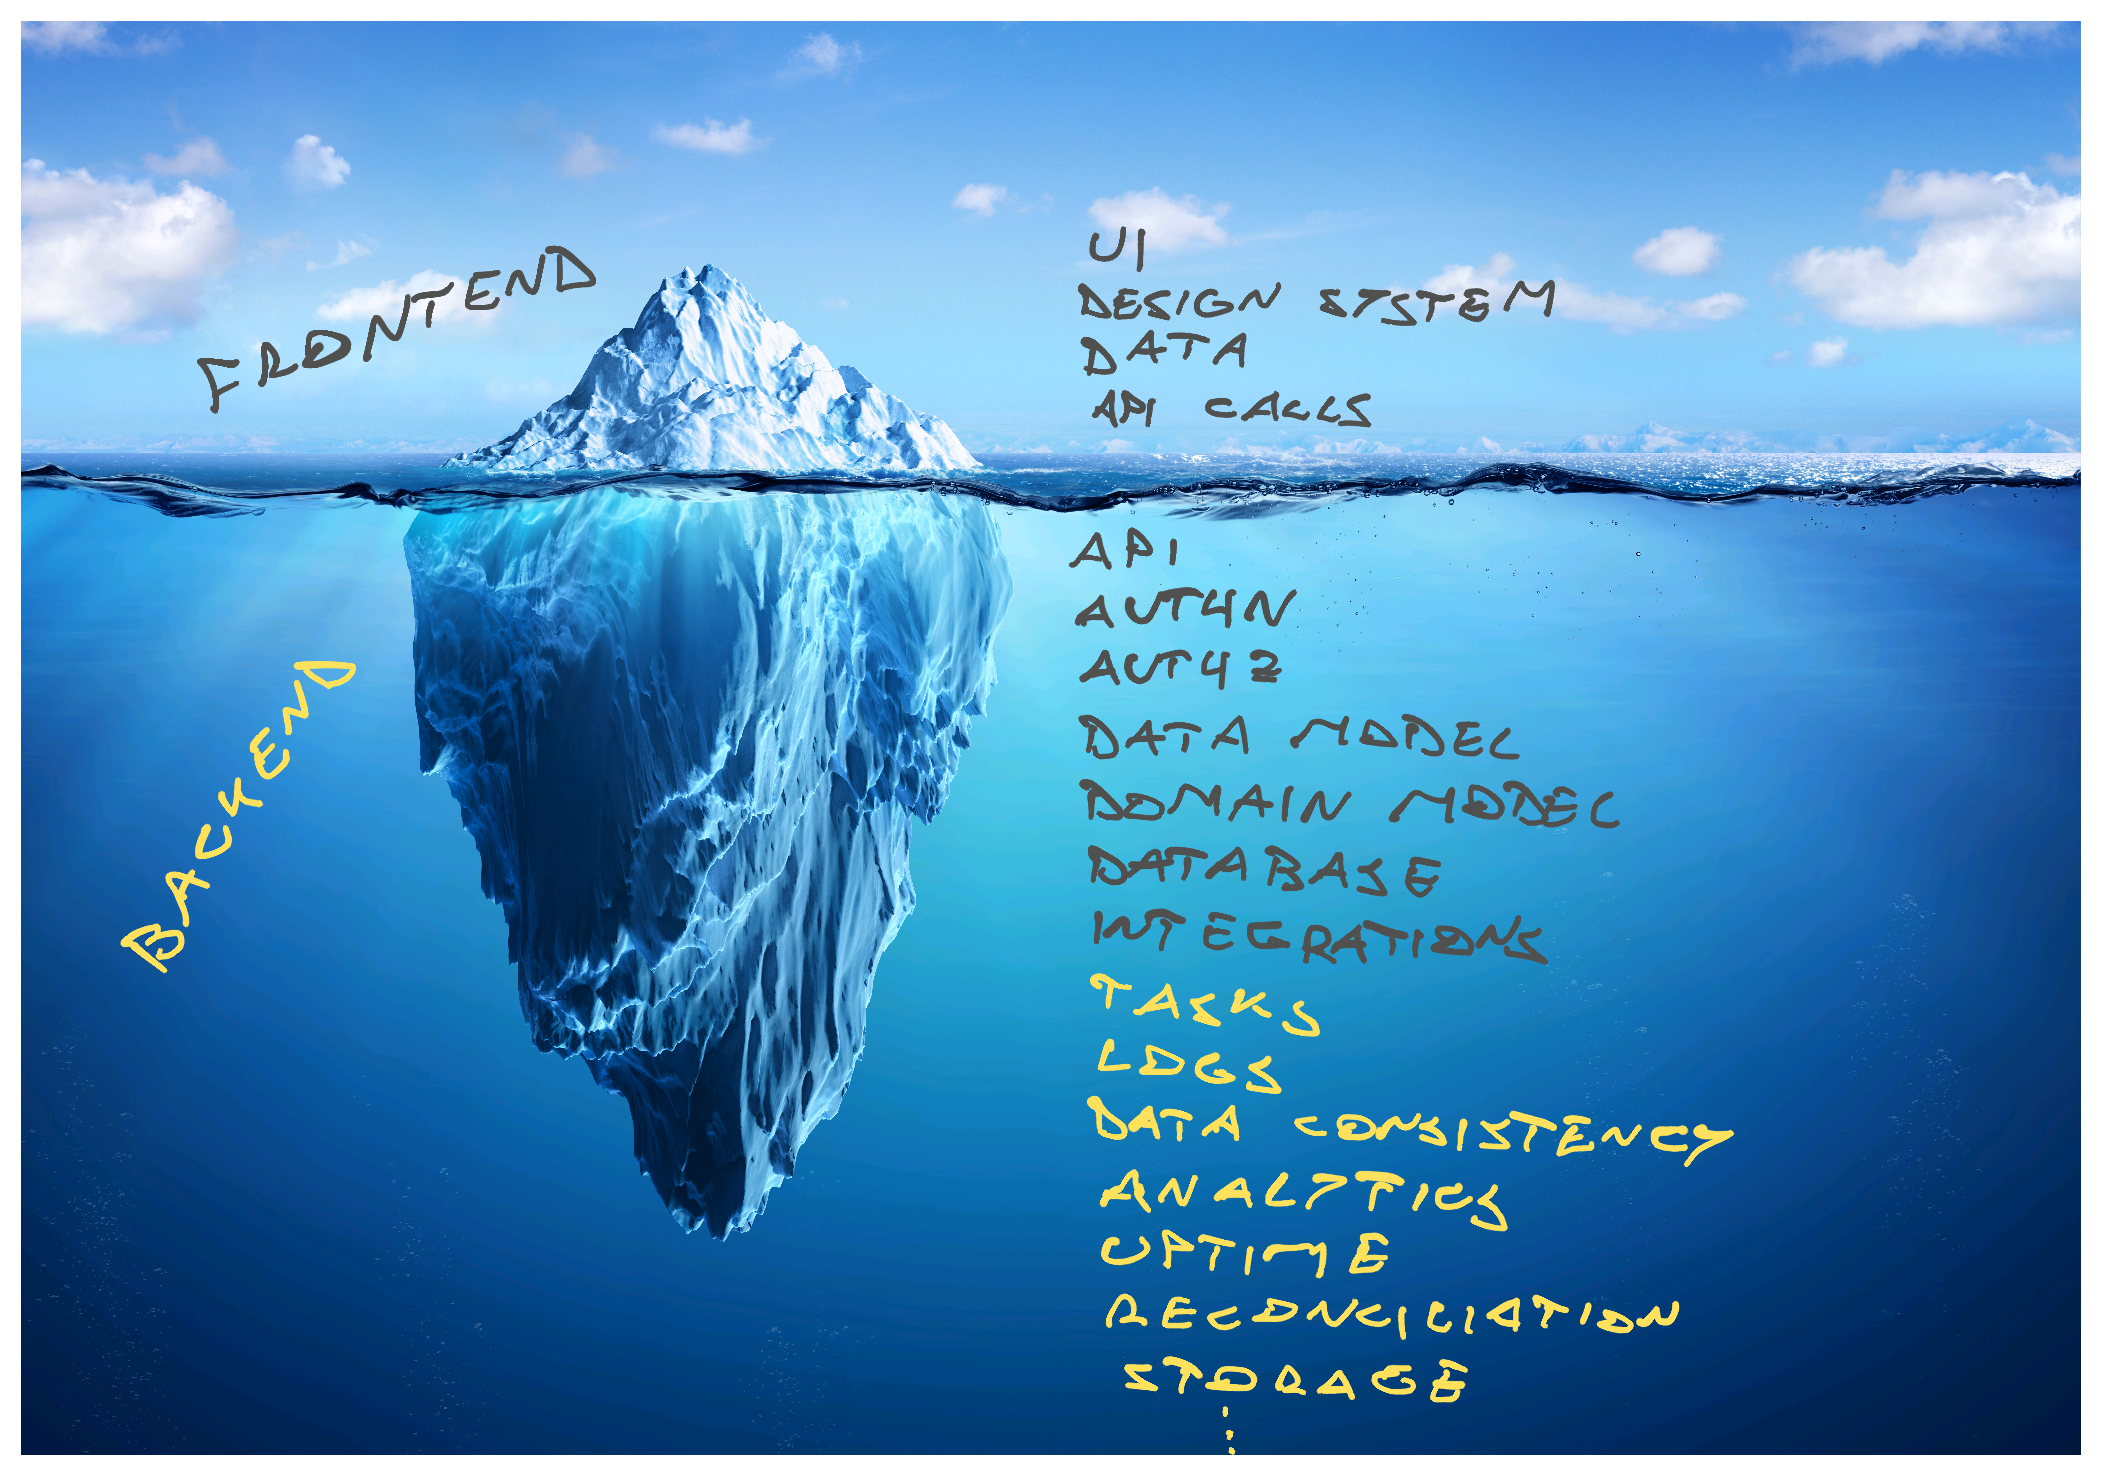 FRONTEND
UI
DESIGN SYSTEM
DATA
API CALLS
BACKEND
API
AUTHN
AUTHZ
DATA MODEL
DOMAIN MODEL
DATABASE
INTEGRATIONS
TASKS
LOGS
DATA CONSISTENCY
ANALYTICS
UPTIME
RECONCILIATION
STORAGE
⋮